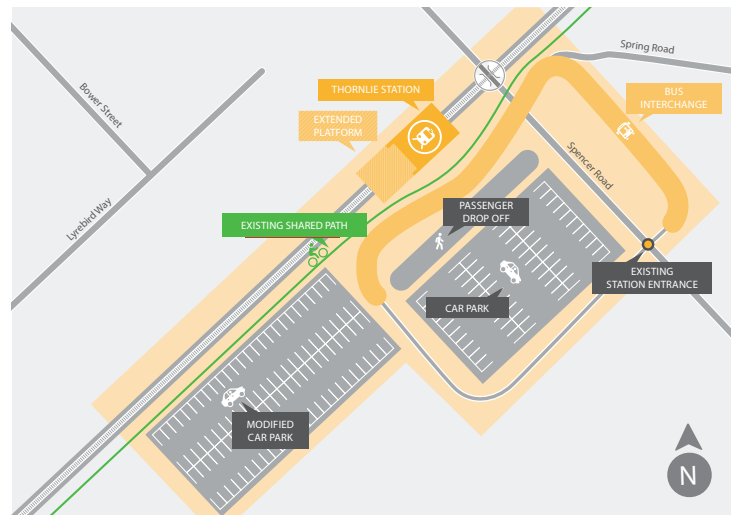 Spring Road
Bower Street
THORNLIE STATION
BUS
INTERCHANGE
EXTENDED
PLATFORM
Spencer Road
Lyrebird Way
PASSENGER
DROP OFF
EXISTING SHARED PATH
EXISTING
STATION ENTRANCE
CAR PARK
MODIFIED
CAR PARK
N